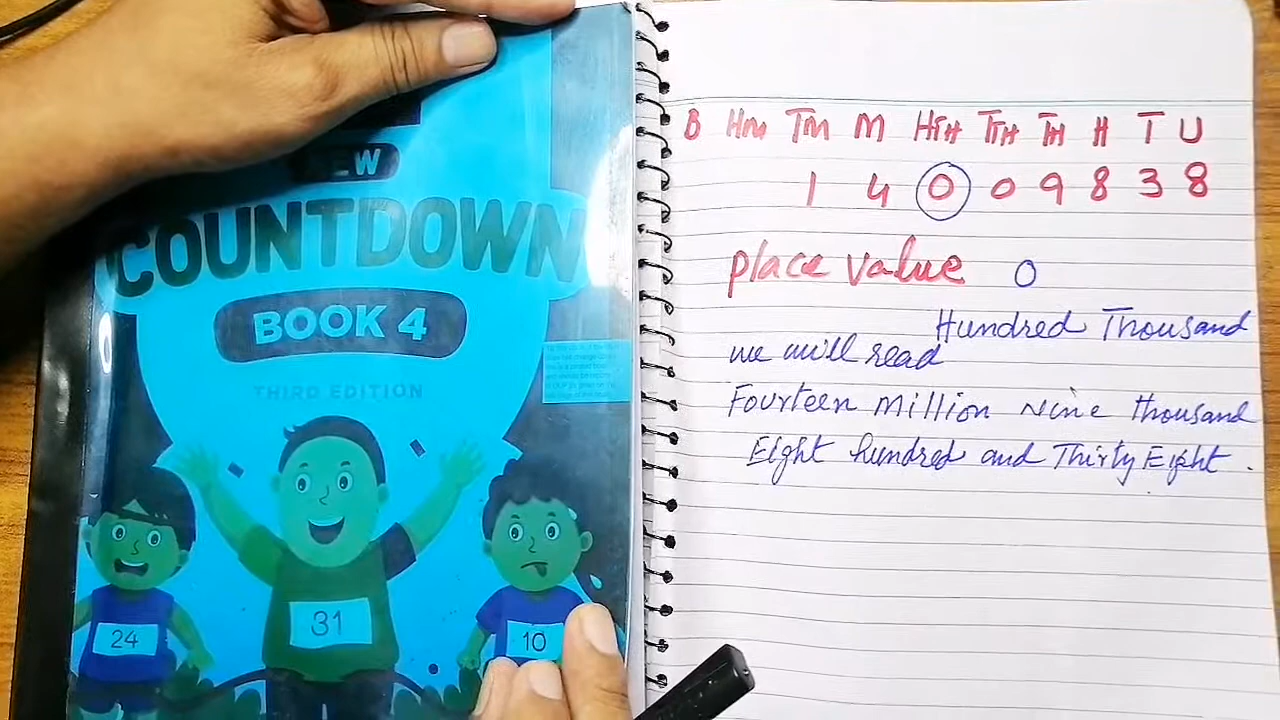 EW
COUNTDOWN
BOOK 4
THIRD EDITION
24
31
10
B HM TM M HTH TTH TH H T U
1 4 0 0 9 8 3 8
place value 0
Hundred Thousand
we will read
Fourteen million nine thousand
Eight hundred and Thirty Eight.